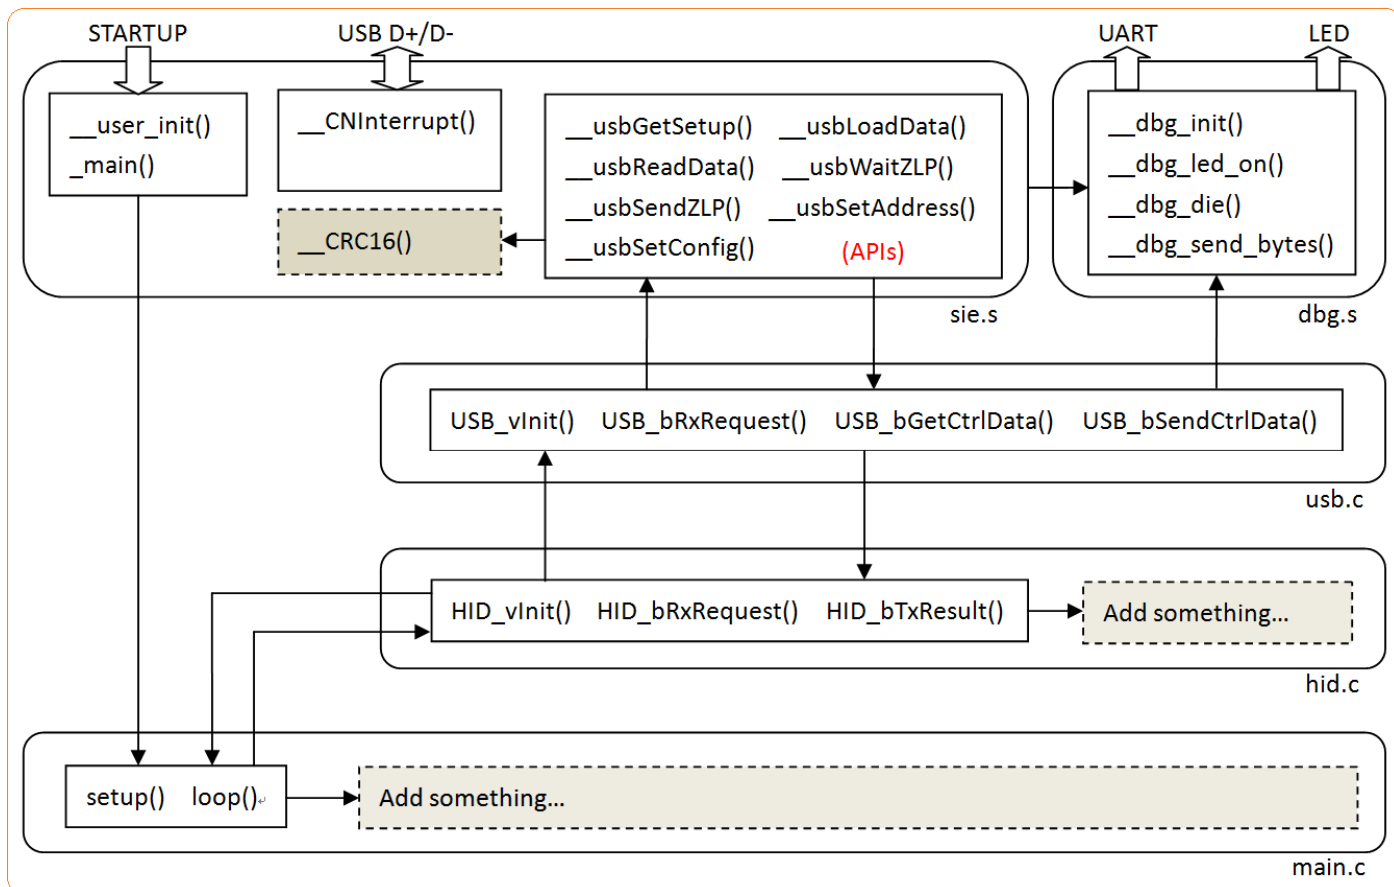 STARTUP
USB D+/D-
UART
LED
__user_init()
_main()
__CNInterrupt()
__CRC16()
__usbGetSetup() __usbLoadData()
__usbReadData() __usbWaitZLP()
__usbSendZLP() __usbSetAddress()
__usbSetConfig() (APIs)
__dbg_init()
__dbg_led_on()
__dbg_die()
__dbg_send_bytes()
sie.s
dbg.s
USB_vInit() USB_bRxRequest() USB_bGetCtrlData() USB_bSendCtrlData()
usb.c
HID_vInit() HID_bRxRequest() HID_bTxResult()
Add something...
hid.c
setup() loop()
Add something...
main.c